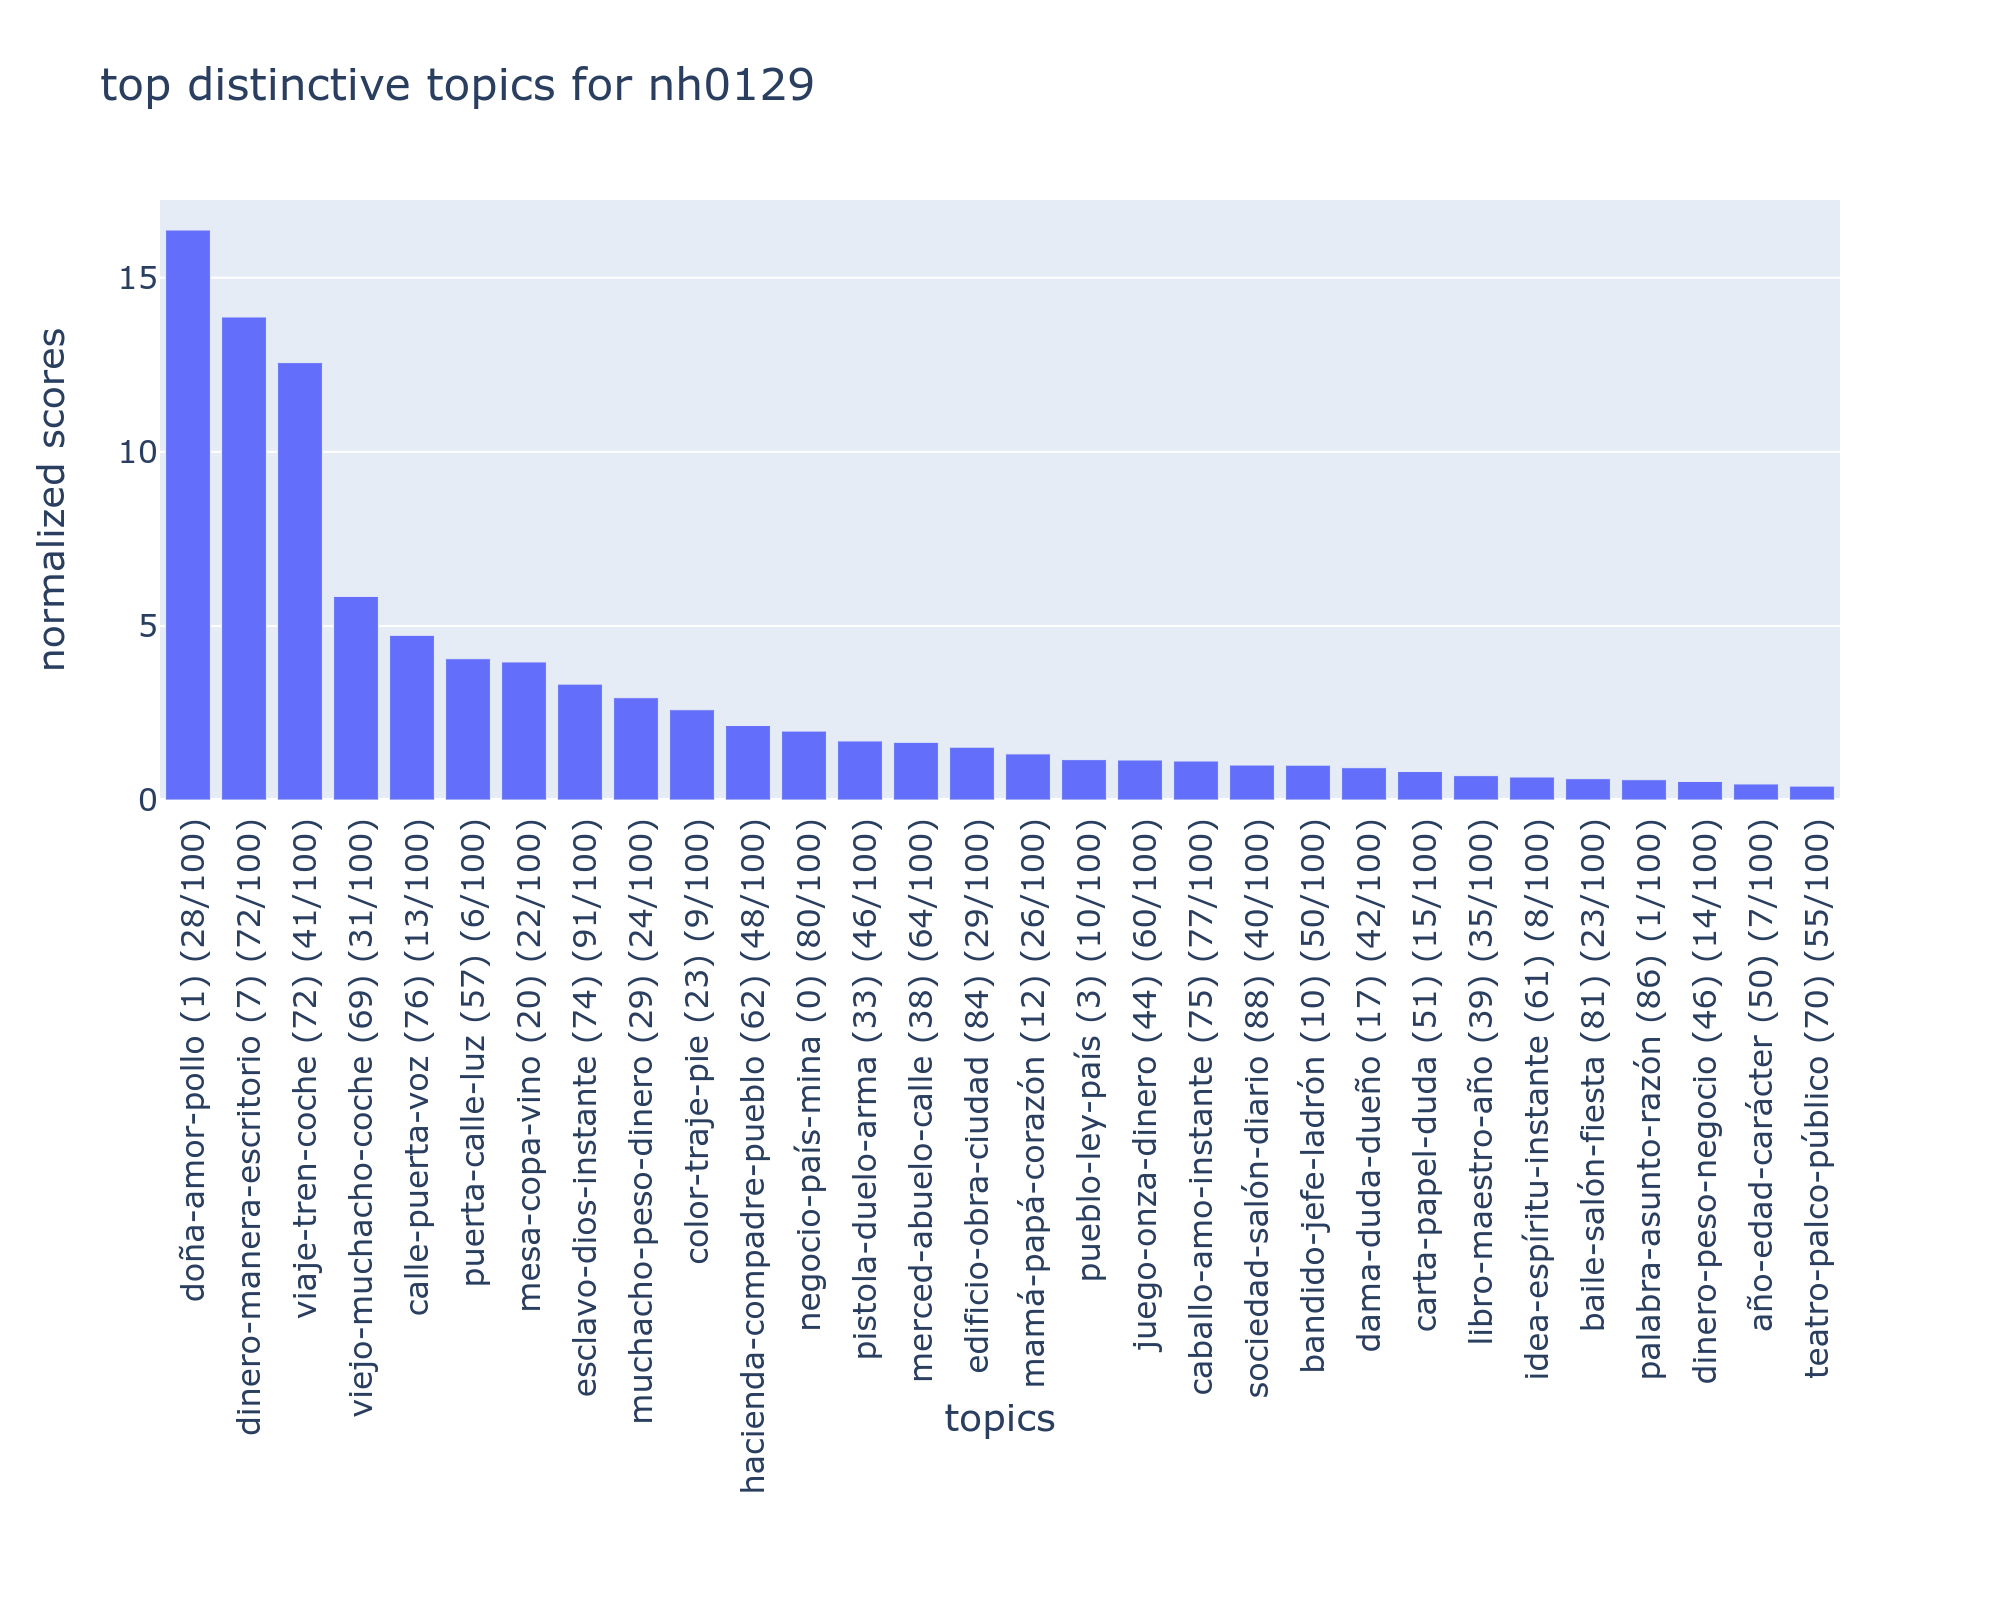 top distinctive topics for nh0129
normalized scores
15
10
5
0
doña-amor-pollo (1) (28/100)
dinero-manera-escritorio (7) (72/100)
viaje-tren-coche (72) (41/100)
viejo-muchacho-coche (69) (31/100)
calle-puerta-voz (76) (13/100)
puerta-calle-luz (57) (6/100)
mesa-copa-vino (20) (22/100)
esclavo-dios-instante (74) (91/100)
muchacho-peso-dinero (29) (24/100)
color-traje-pie (23) (9/100)
hacienda-compadre-pueblo (62) (48/100)
negocio-país-mina (0) (80/100)
pistola-duelo-arma (33) (46/100)
merced-abuelo-calle (38) (64/100)
edificio-obra-ciudad (84) (29/100)
mamá-papá-corazón (12) (26/100)
pueblo-ley-país (3) (10/100)
juego-onza-dinero (44) (60/100)
caballo-amo-instante (75) (77/100)
sociedad-salón-diario (88) (40/100)
bandido-jefe-ladrón (10) (50/100)
dama-duda-dueño (17) (42/100)
carta-papel-duda (51) (15/100)
libro-maestro-año (39) (35/100)
idea-espíritu-instante (61) (8/100)
baile-salón-fiesta (81) (23/100)
palabra-asunto-razón (86) (1/100)
dinero-peso-negocio (46) (14/100)
año-edad-carácter (50) (7/100)
teatro-palco-público (70) (55/100)
topics